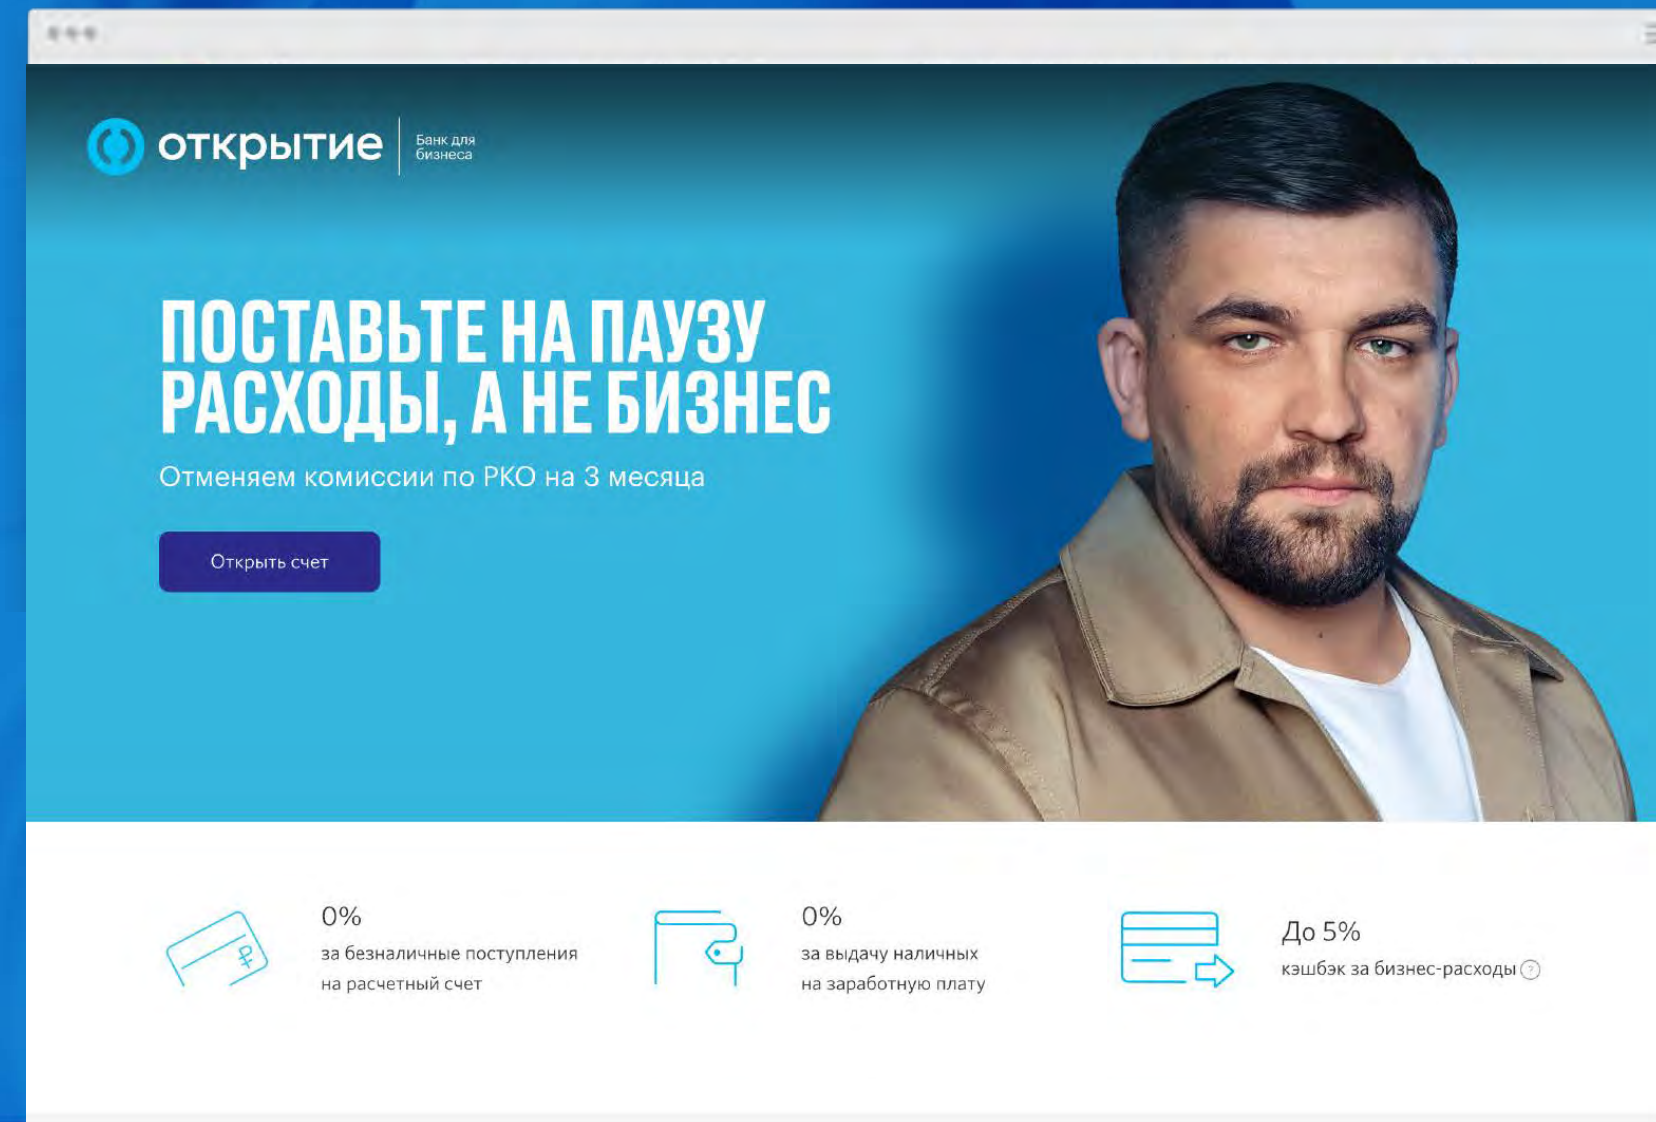 открытие
Банк для
бизнеса
ПОСТАВЬТЕ НА ПАУЗУ
РАСХОДЫ, А НЕ БИЗНЕС
Отменяем комиссии по РКО на 3 месяца
Открыть счет
0%
за безналичные поступления
на расчетный счет
0%
за выдачу наличных
на заработную плату
До 5%
кэшбэк за бизнес-расходы ?